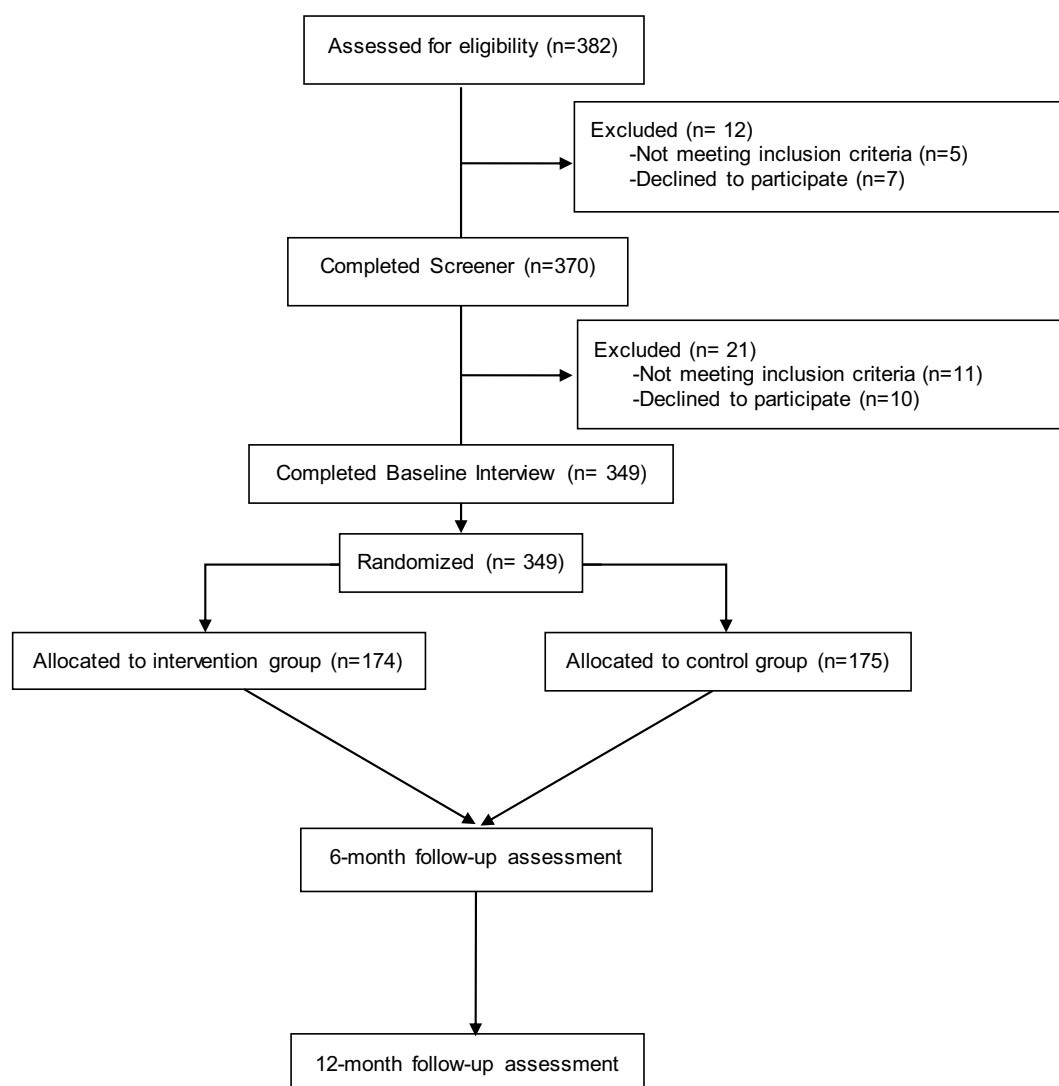 Assessed for eligibility (n=382)
Excluded (n= 12)
-Not meeting inclusion criteria (n=5)
-Declined to participate (n=7)
Completed Screener (n=370)
Excluded (n= 21)
-Not meeting inclusion criteria (n=11)
-Declined to participate (n=10)
Completed Baseline Interview (n= 349)
Randomized (n= 349)
Allocated to intervention group (n=174)
Allocated to control group (n=175)
6-month follow-up assessment
12-month follow-up assessment